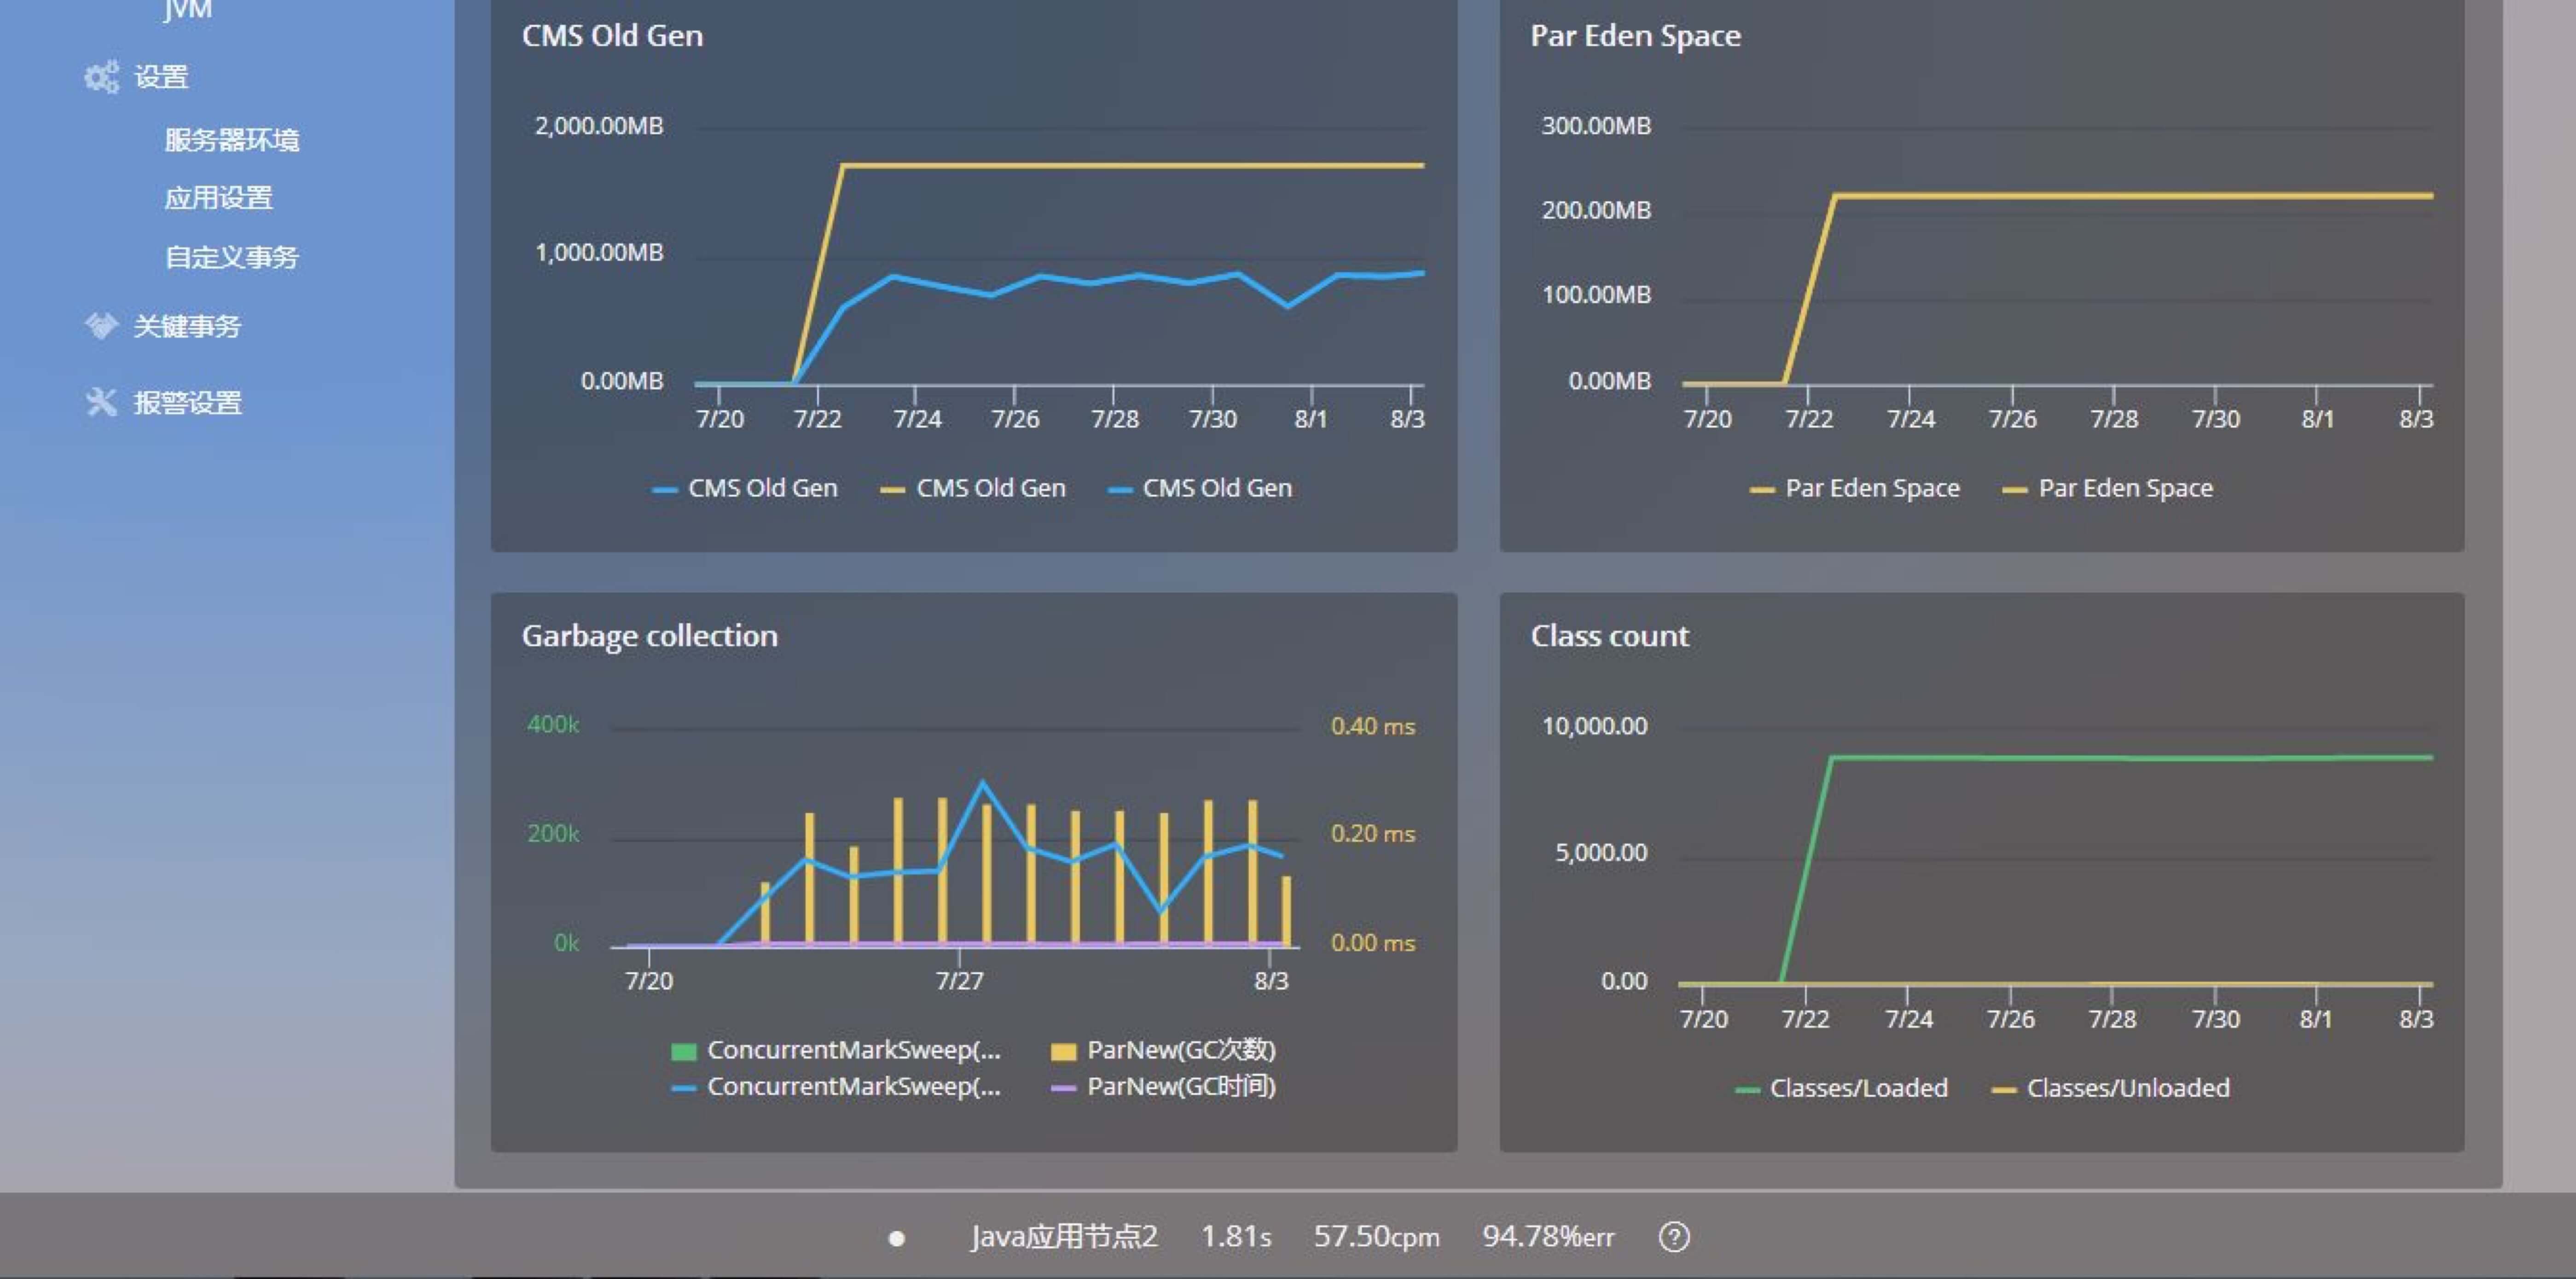 JVM
设置
服务器环境
应用设置
自定义事务
关键事务
报警设置
CMS Old Gen
2,000.00MB
1,000.00MB
0.00MB
7/20 7/22 7/24 7/26 7/28 7/30 8/1 8/3
CMS Old Gen CMS Old Gen CMS Old Gen
Par Eden Space
300.00MB
200.00MB
100.00MB
0.00MB
7/20 7/22 7/24 7/26 7/28 7/30 8/1 8/3
Par Eden Space Par Eden Space
Garbage collection
400k 0.40 ms
200k 0.20 ms
0k 0.00 ms
7/20 7/27 8/3
ConcurrentMarkSweep(... ParNew(GC次数)
ConcurrentMarkSweep(... ParNew(GC时间)
Class count
10,000.00
5,000.00
0.00
7/20 7/22 7/24 7/26 7/28 7/30 8/1 8/3
Classes/Loaded Classes/Unloaded
Java应用节点2 1.81s 57.50cpm 94.78%err ?